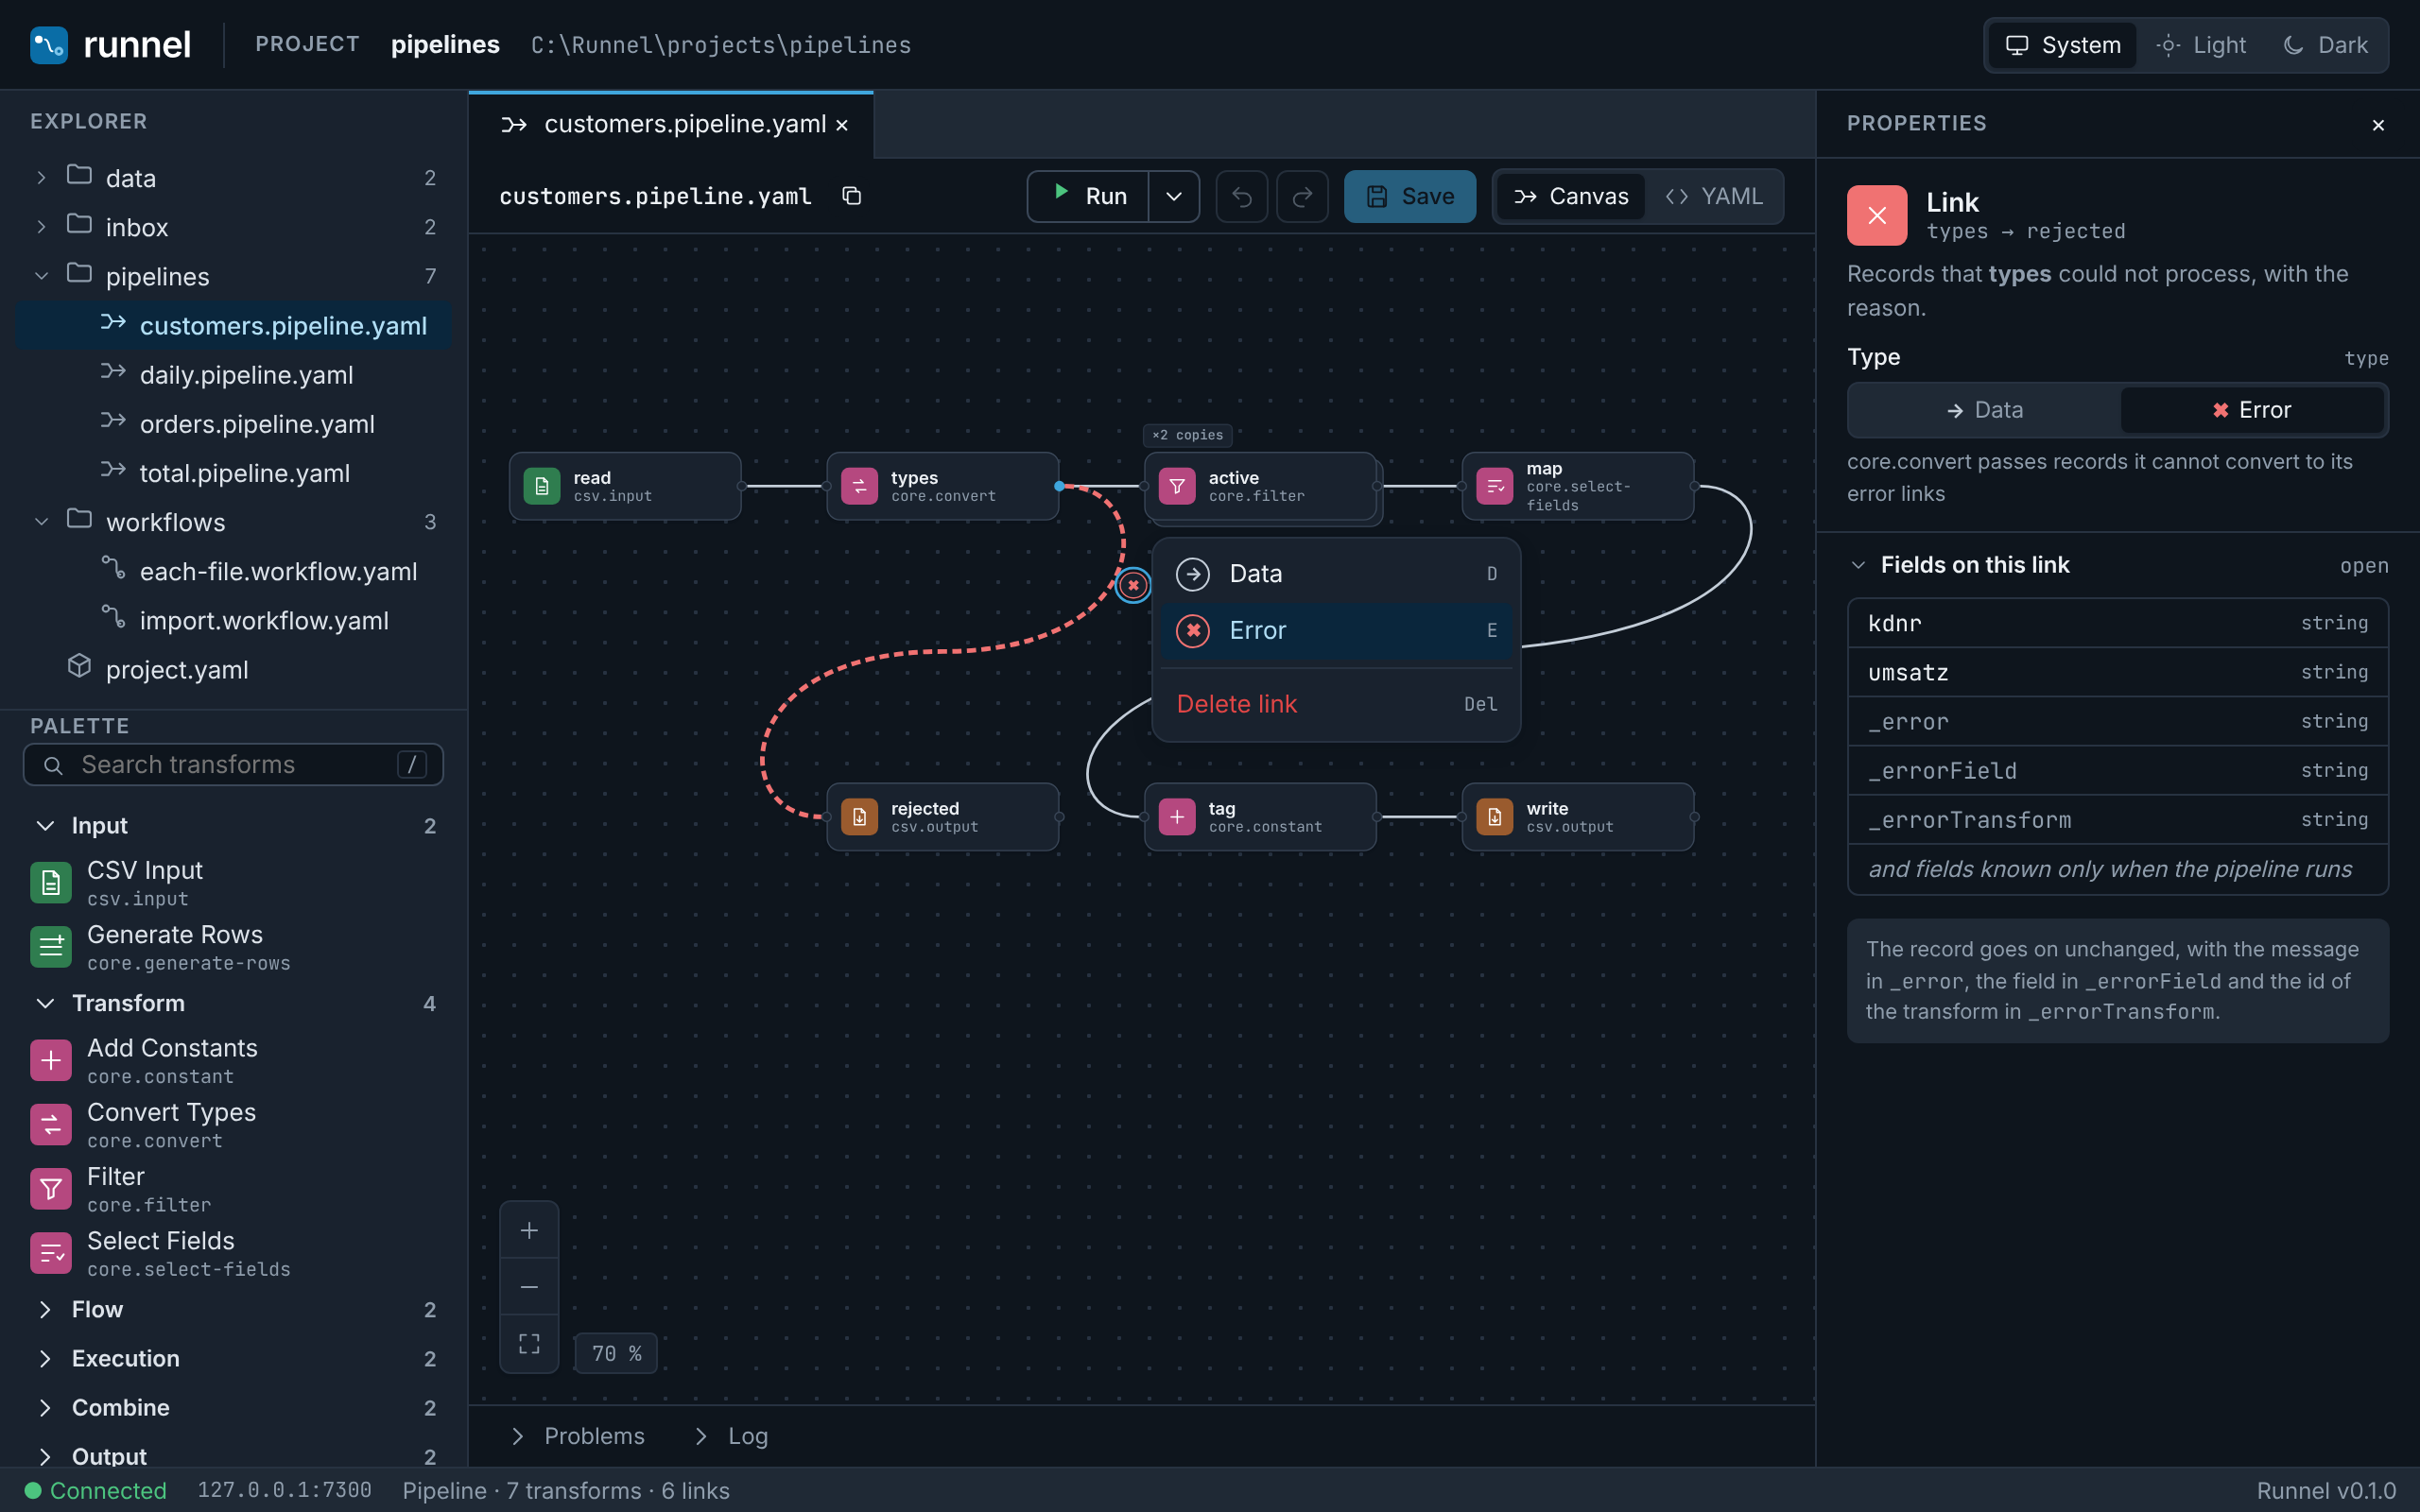 runnel
PROJECT pipelines C:\Runnel\projects\pipelines
System Light Dark
EXPLORER
data 2
inbox 2
pipelines 7
customers.pipeline.yaml
daily.pipeline.yaml
orders.pipeline.yaml
total.pipeline.yaml
workflows 3
each-file.workflow.yaml
import.workflow.yaml
project.yaml
PALETTE
Search transforms /
Input 2
CSV Input
csv.input
Generate Rows
core.generate-rows
Transform 4
Add Constants
core.constant
Convert Types
core.convert
Filter
core.filter
Select Fields
core.select-fields
Flow 2
Execution 2
Combine 2
Output 2
customers.pipeline.yaml ×
customers.pipeline.yaml
Run
Save
Canvas YAML
×2 copies
read
csv.input
types
core.convert
active
core.filter
map
core.select-
fields
Data D
Error E
Delete link Del
rejected
csv.output
tag
core.constant
write
csv.output
70 %
Problems Log
PROPERTIES ×
Link
types → rejected
Records that types could not process, with the
reason.
Type type
→ Data ✖ Error
core.convert passes records it cannot convert to its
error links
Fields on this link open
kdnr string
umsatz string
_error string
_errorField string
_errorTransform string
and fields known only when the pipeline runs
The record goes on unchanged, with the message
in _error, the field in _errorField and the id of
the transform in _errorTransform.
Connected 127.0.0.1:7300 Pipeline · 7 transforms · 6 links
Runnel v0.1.0